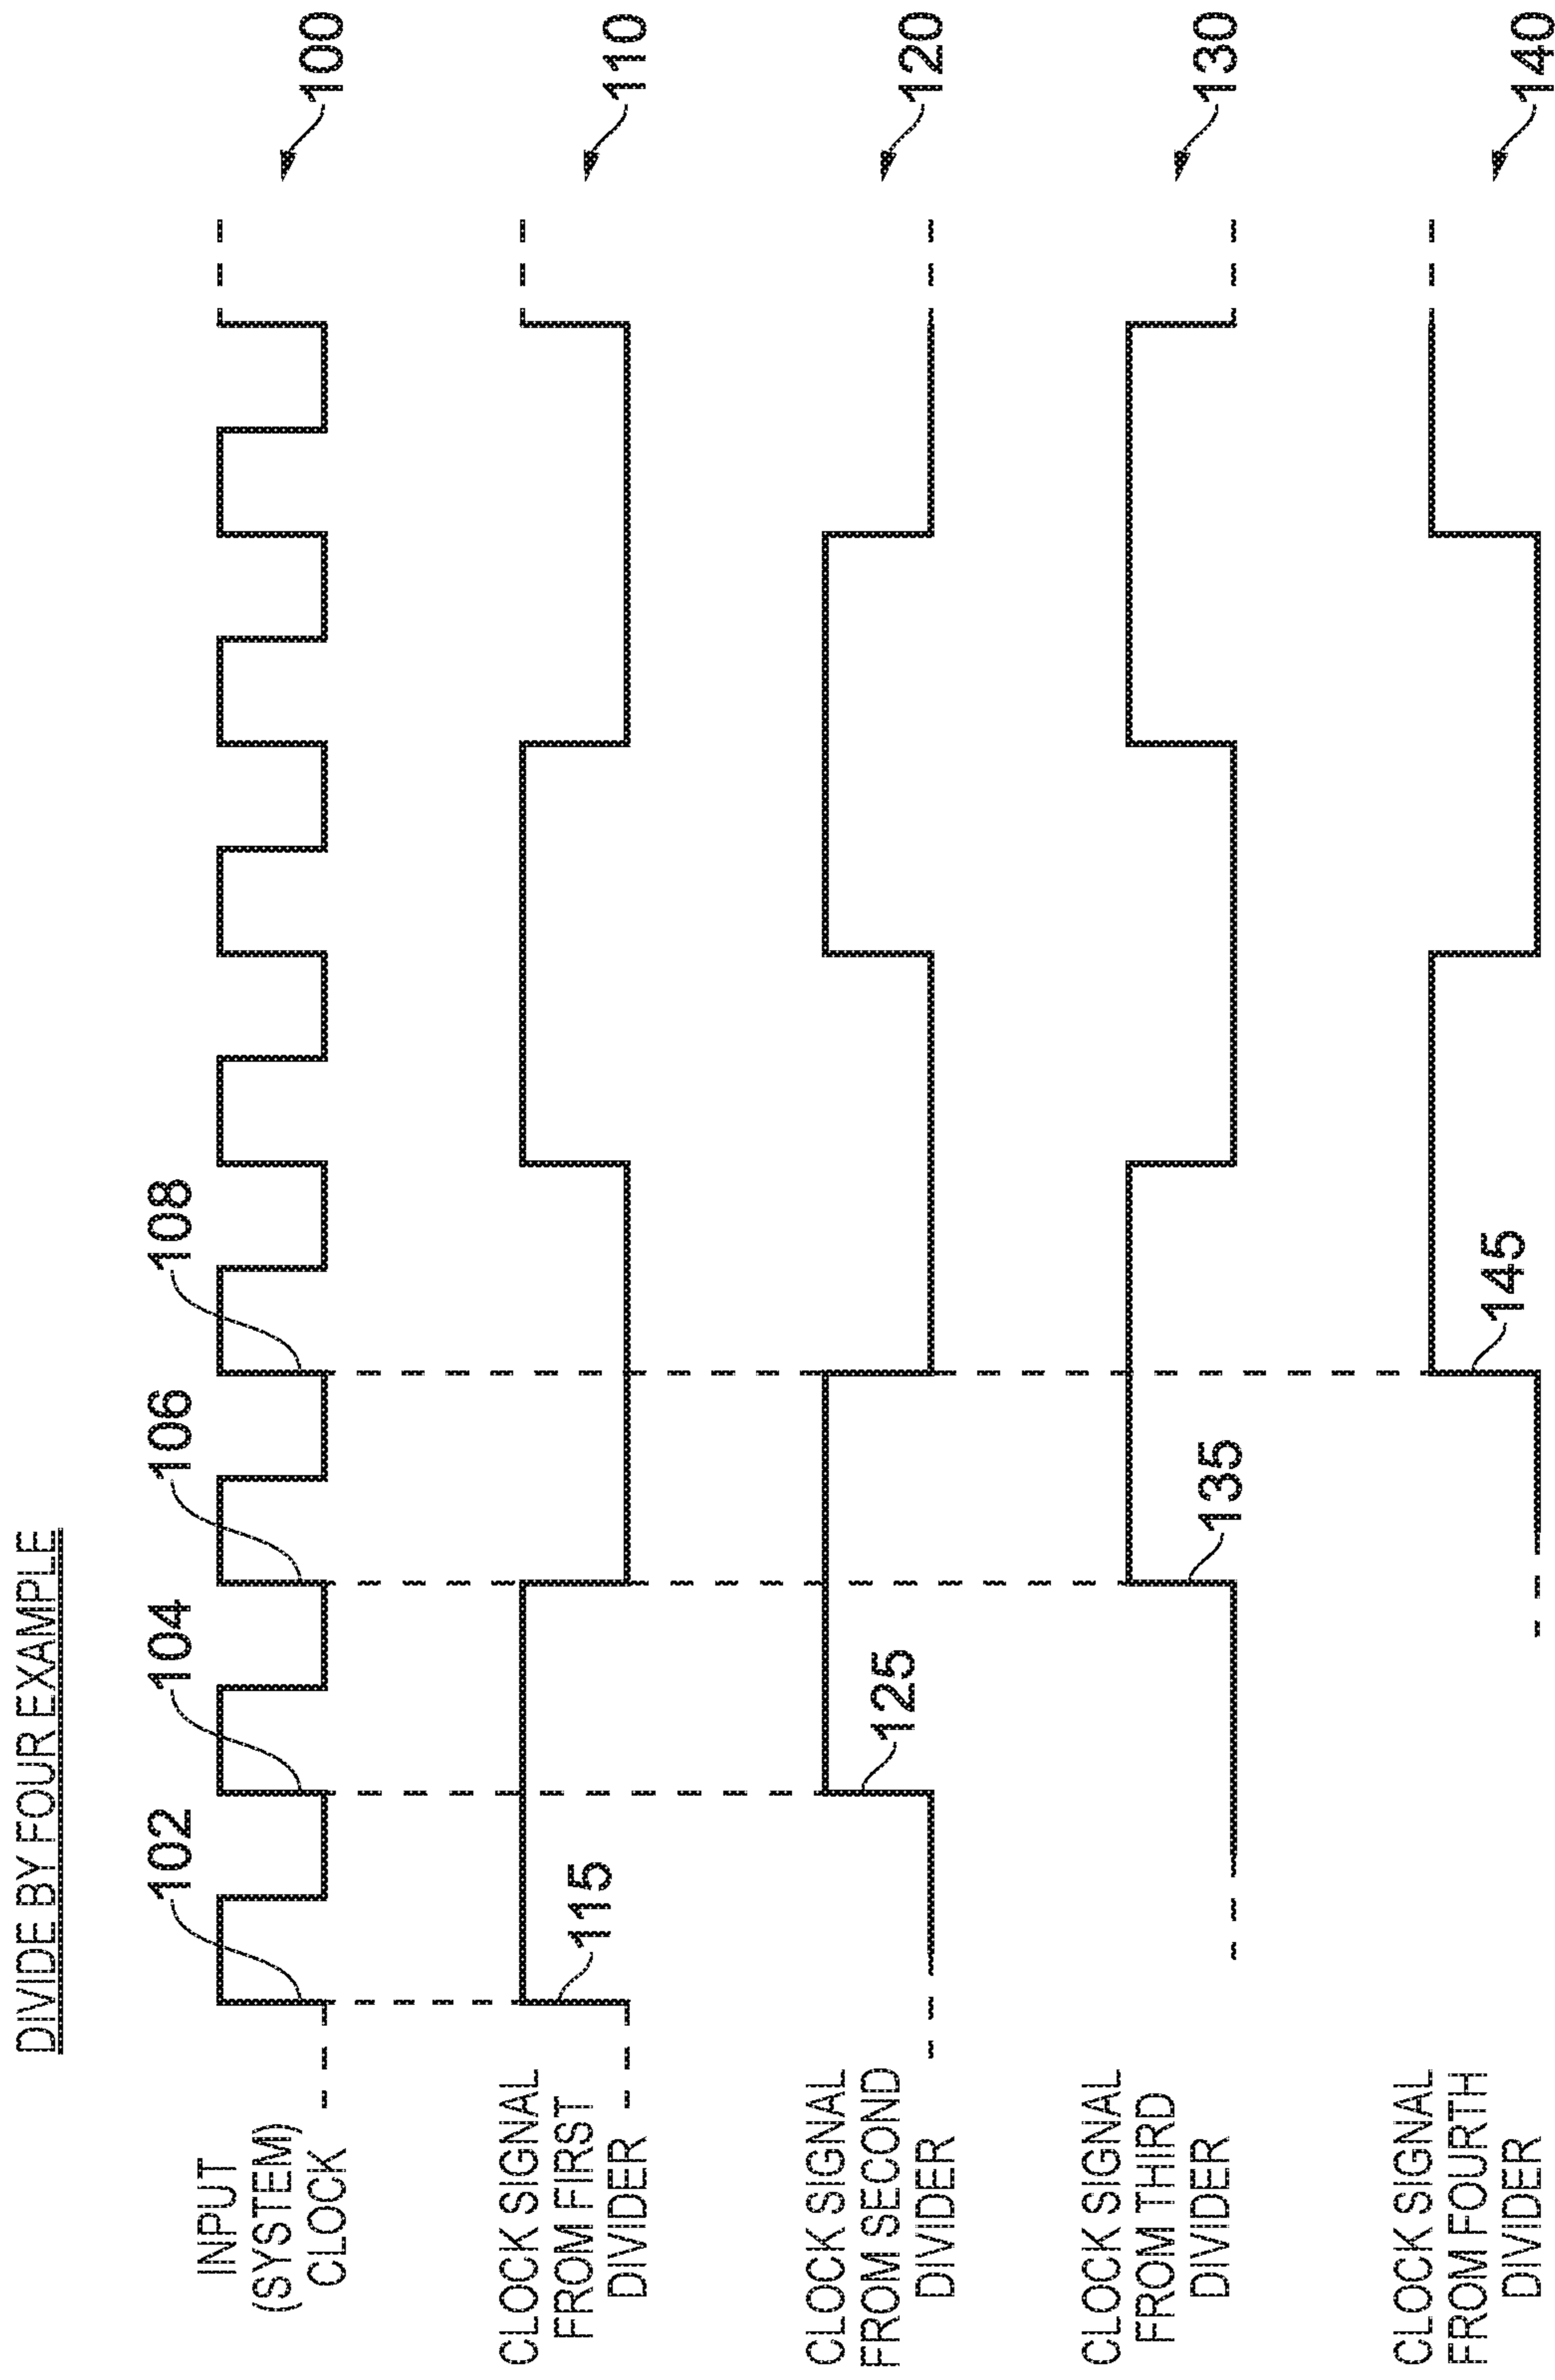 DIVIDE BY FOUR EXAMPLE
102
104
106
108
INPUT
(SYSTEM)
CLOCK
100
CLOCK SIGNAL
FROM FIRST
DIVIDER
115
110
CLOCK SIGNAL
FROM SECOND
DIVIDER
125
120
CLOCK SIGNAL
FROM THIRD
DIVIDER
135
130
CLOCK SIGNAL
FROM FOURTH
DIVIDER
145
140